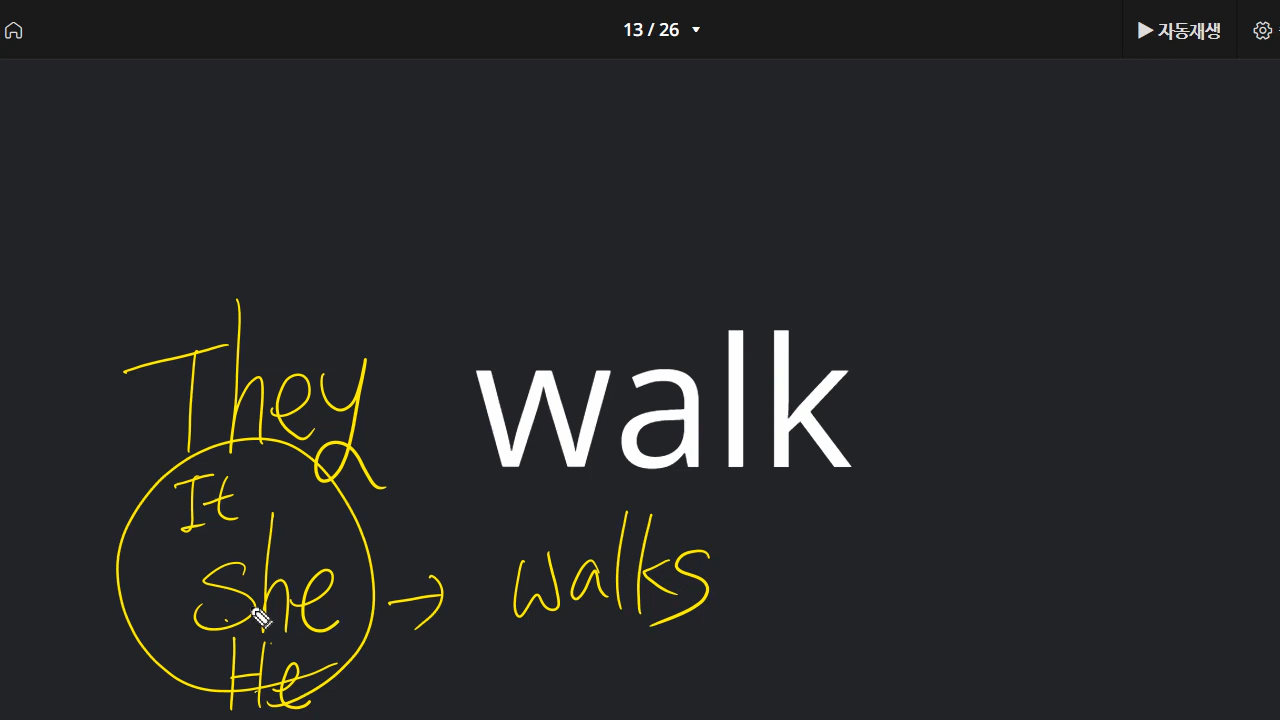 13 / 26
▶ 자동재생
They
walk
It
She → walks
He